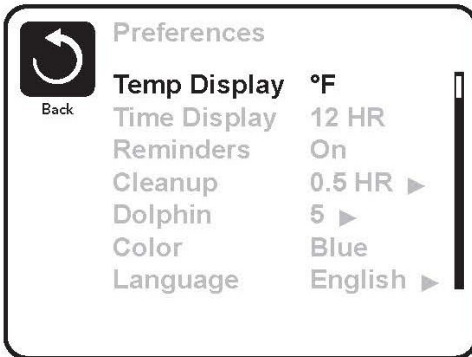 Preferences
Back
Temp Display °F
Time Display 12 HR
Reminders On
Cleanup 0.5 HR ▶
Dolphin 5 ▶
Color Blue
Language English ▶